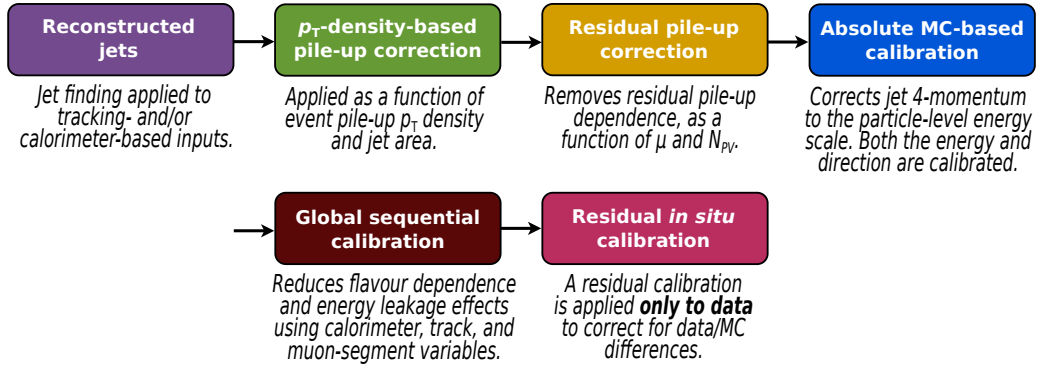 Reconstructed
jets
Jet finding applied to
tracking- and/or
calorimeter-based inputs.
pT-density-based
pile-up correction
Applied as a function of
event pile-up pT density
and jet area.
Residual pile-up
correction
Removes residual pile-up
dependence, as a
function of µ and NPV.
Absolute MC-based
calibration
Corrects jet 4-momentum
to the particle-level energy
scale. Both the energy and
direction are calibrated.
Global sequential
calibration
Reduces flavour dependence
and energy leakage effects
using calorimeter, track, and
muon-segment variables.
Residual in situ
calibration
A residual calibration
is applied only to data
to correct for data/MC
differences.